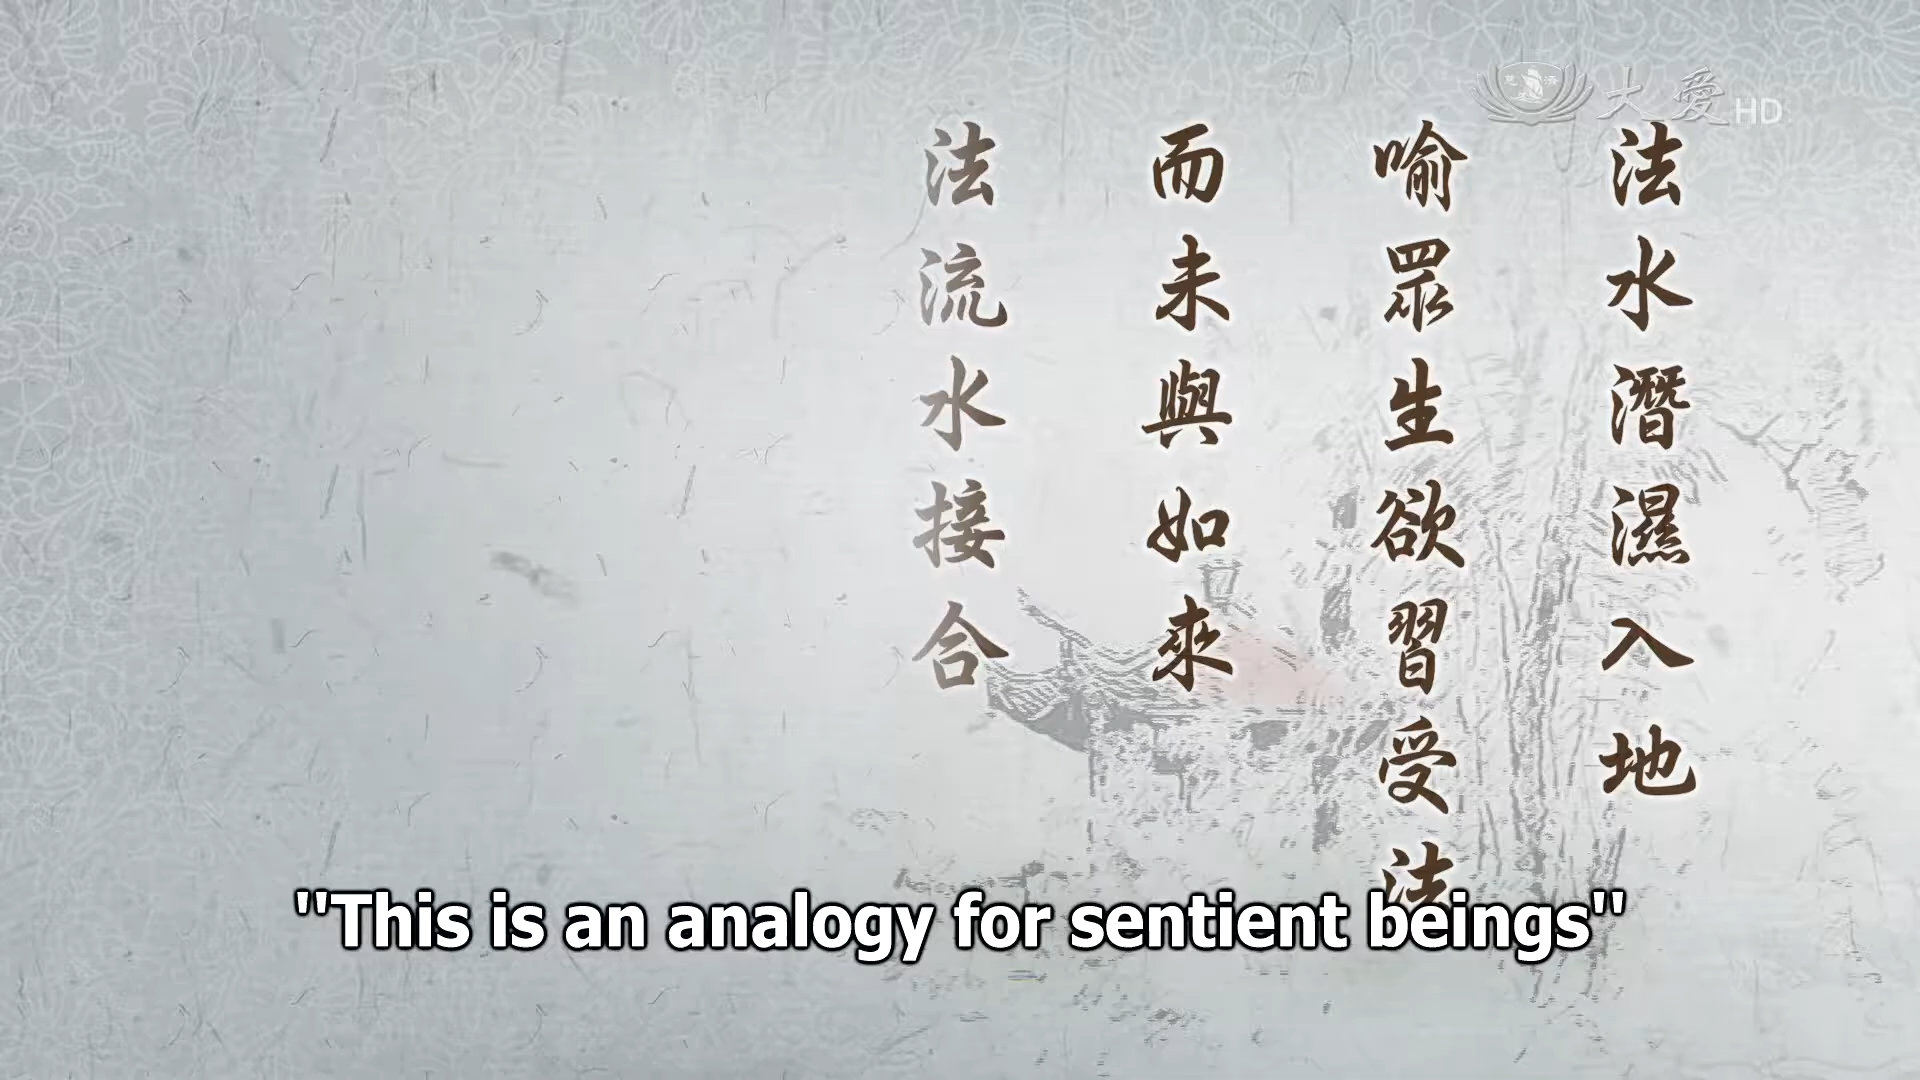 法水潛濕入地
喻眾生欲習受法
而未與如來
法流水接合
大愛HD
"This is an analogy for sentient beings"